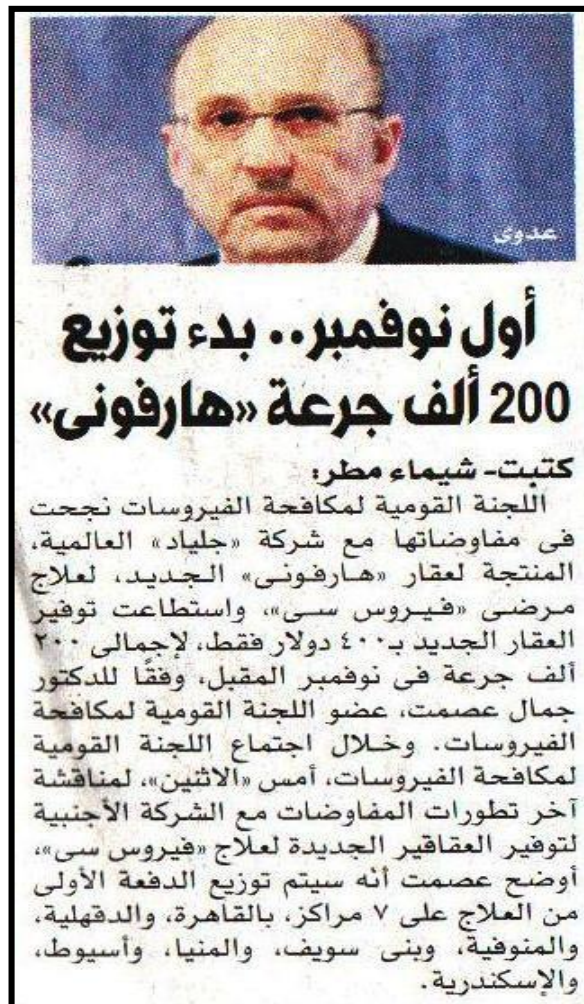 عدوى
أول نوفمبر.. بدء توزيع
200 ألف جرعة «هارفونى»
كتبت- شيماء مطر:
اللجنة القومية لمكافحة الفيروسات نجحت
فى مفاوضاتها مع شركة «جلياد» العالمية،
المنتجة لعقار «هارفونى» الجديد، لعلاج
مرضى «فيروس سى»، واستطاعت توفير
العقار الجديد بـ٤٠٠ دولار فقط، لإجمالى ٢٠٠
ألف جرعة فى نوفمبر المقبل، وفقًا للدكتور
جمال عصمت، عضو اللجنة القومية لمكافحة
الفيروسات. وخلال اجتماع اللجنة القومية
لمكافحة الفيروسات، أمس «الاثنين»، لمناقشة
آخر تطورات المفاوضات مع الشركة الأجنبية
لتوفير العقاقير الجديدة لعلاج «فيروس سى»،
أوضح عصمت أنه سيتم توزيع الدفعة الأولى
من العلاج على ٧ مراكز، بالقاهرة، والدقهلية،
والمنوفية، وبنى سويف، والمنيا، وأسيوط،
والإسكندرية.